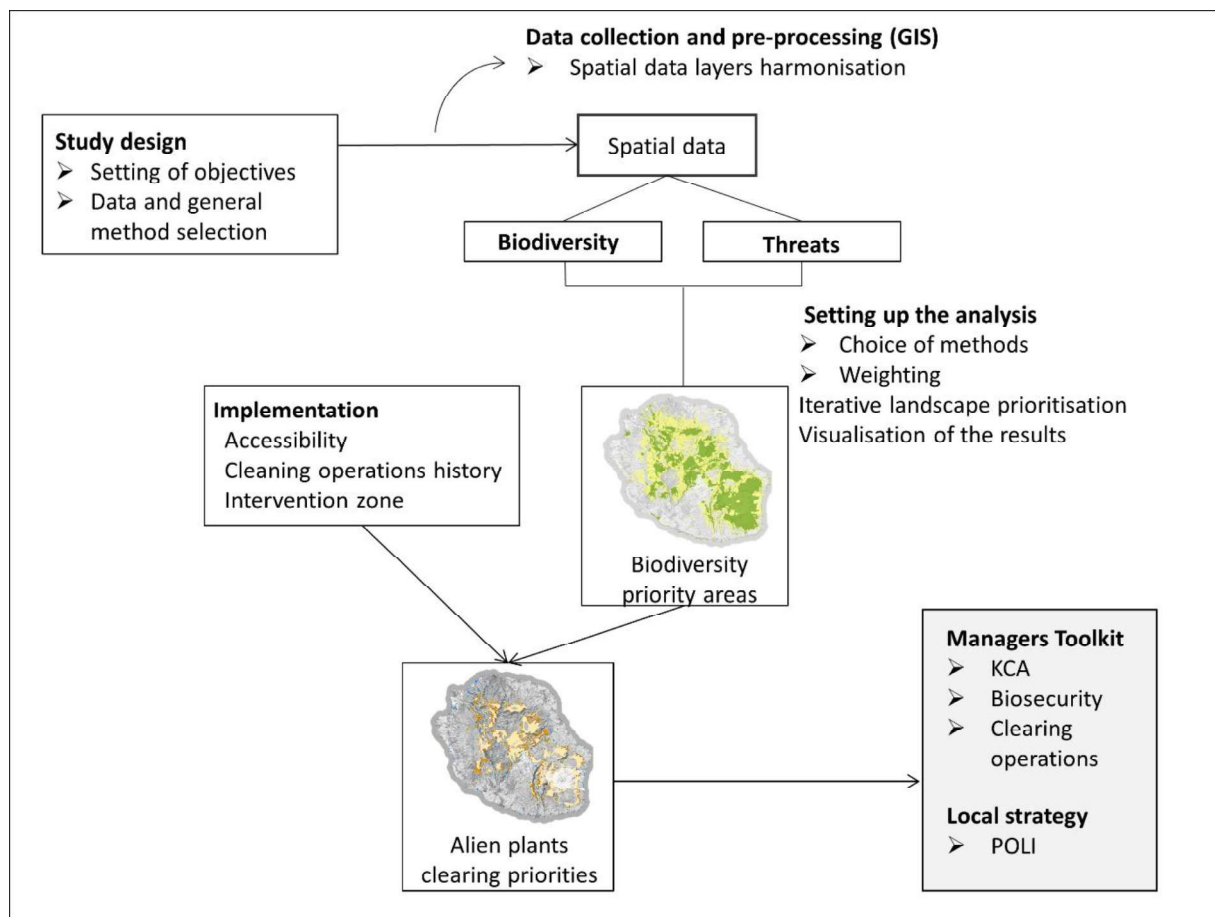 Data collection and pre-processing (GIS)
➤ Spatial data layers harmonisation
Study design
➤ Setting of objectives
➤ Data and general
method selection
Spatial data
Biodiversity
Threats
Setting up the analysis
➤ Choice of methods
➤ Weighting
Iterative landscape prioritisation
Visualisation of the results
Implementation
Accessibility
Cleaning operations history
Intervention zone
Biodiversity
priority areas
Alien plants
clearing priorities
Managers Toolkit
➤ KCA
➤ Biosecurity
➤ Clearing
operations
Local strategy
➤ POLI